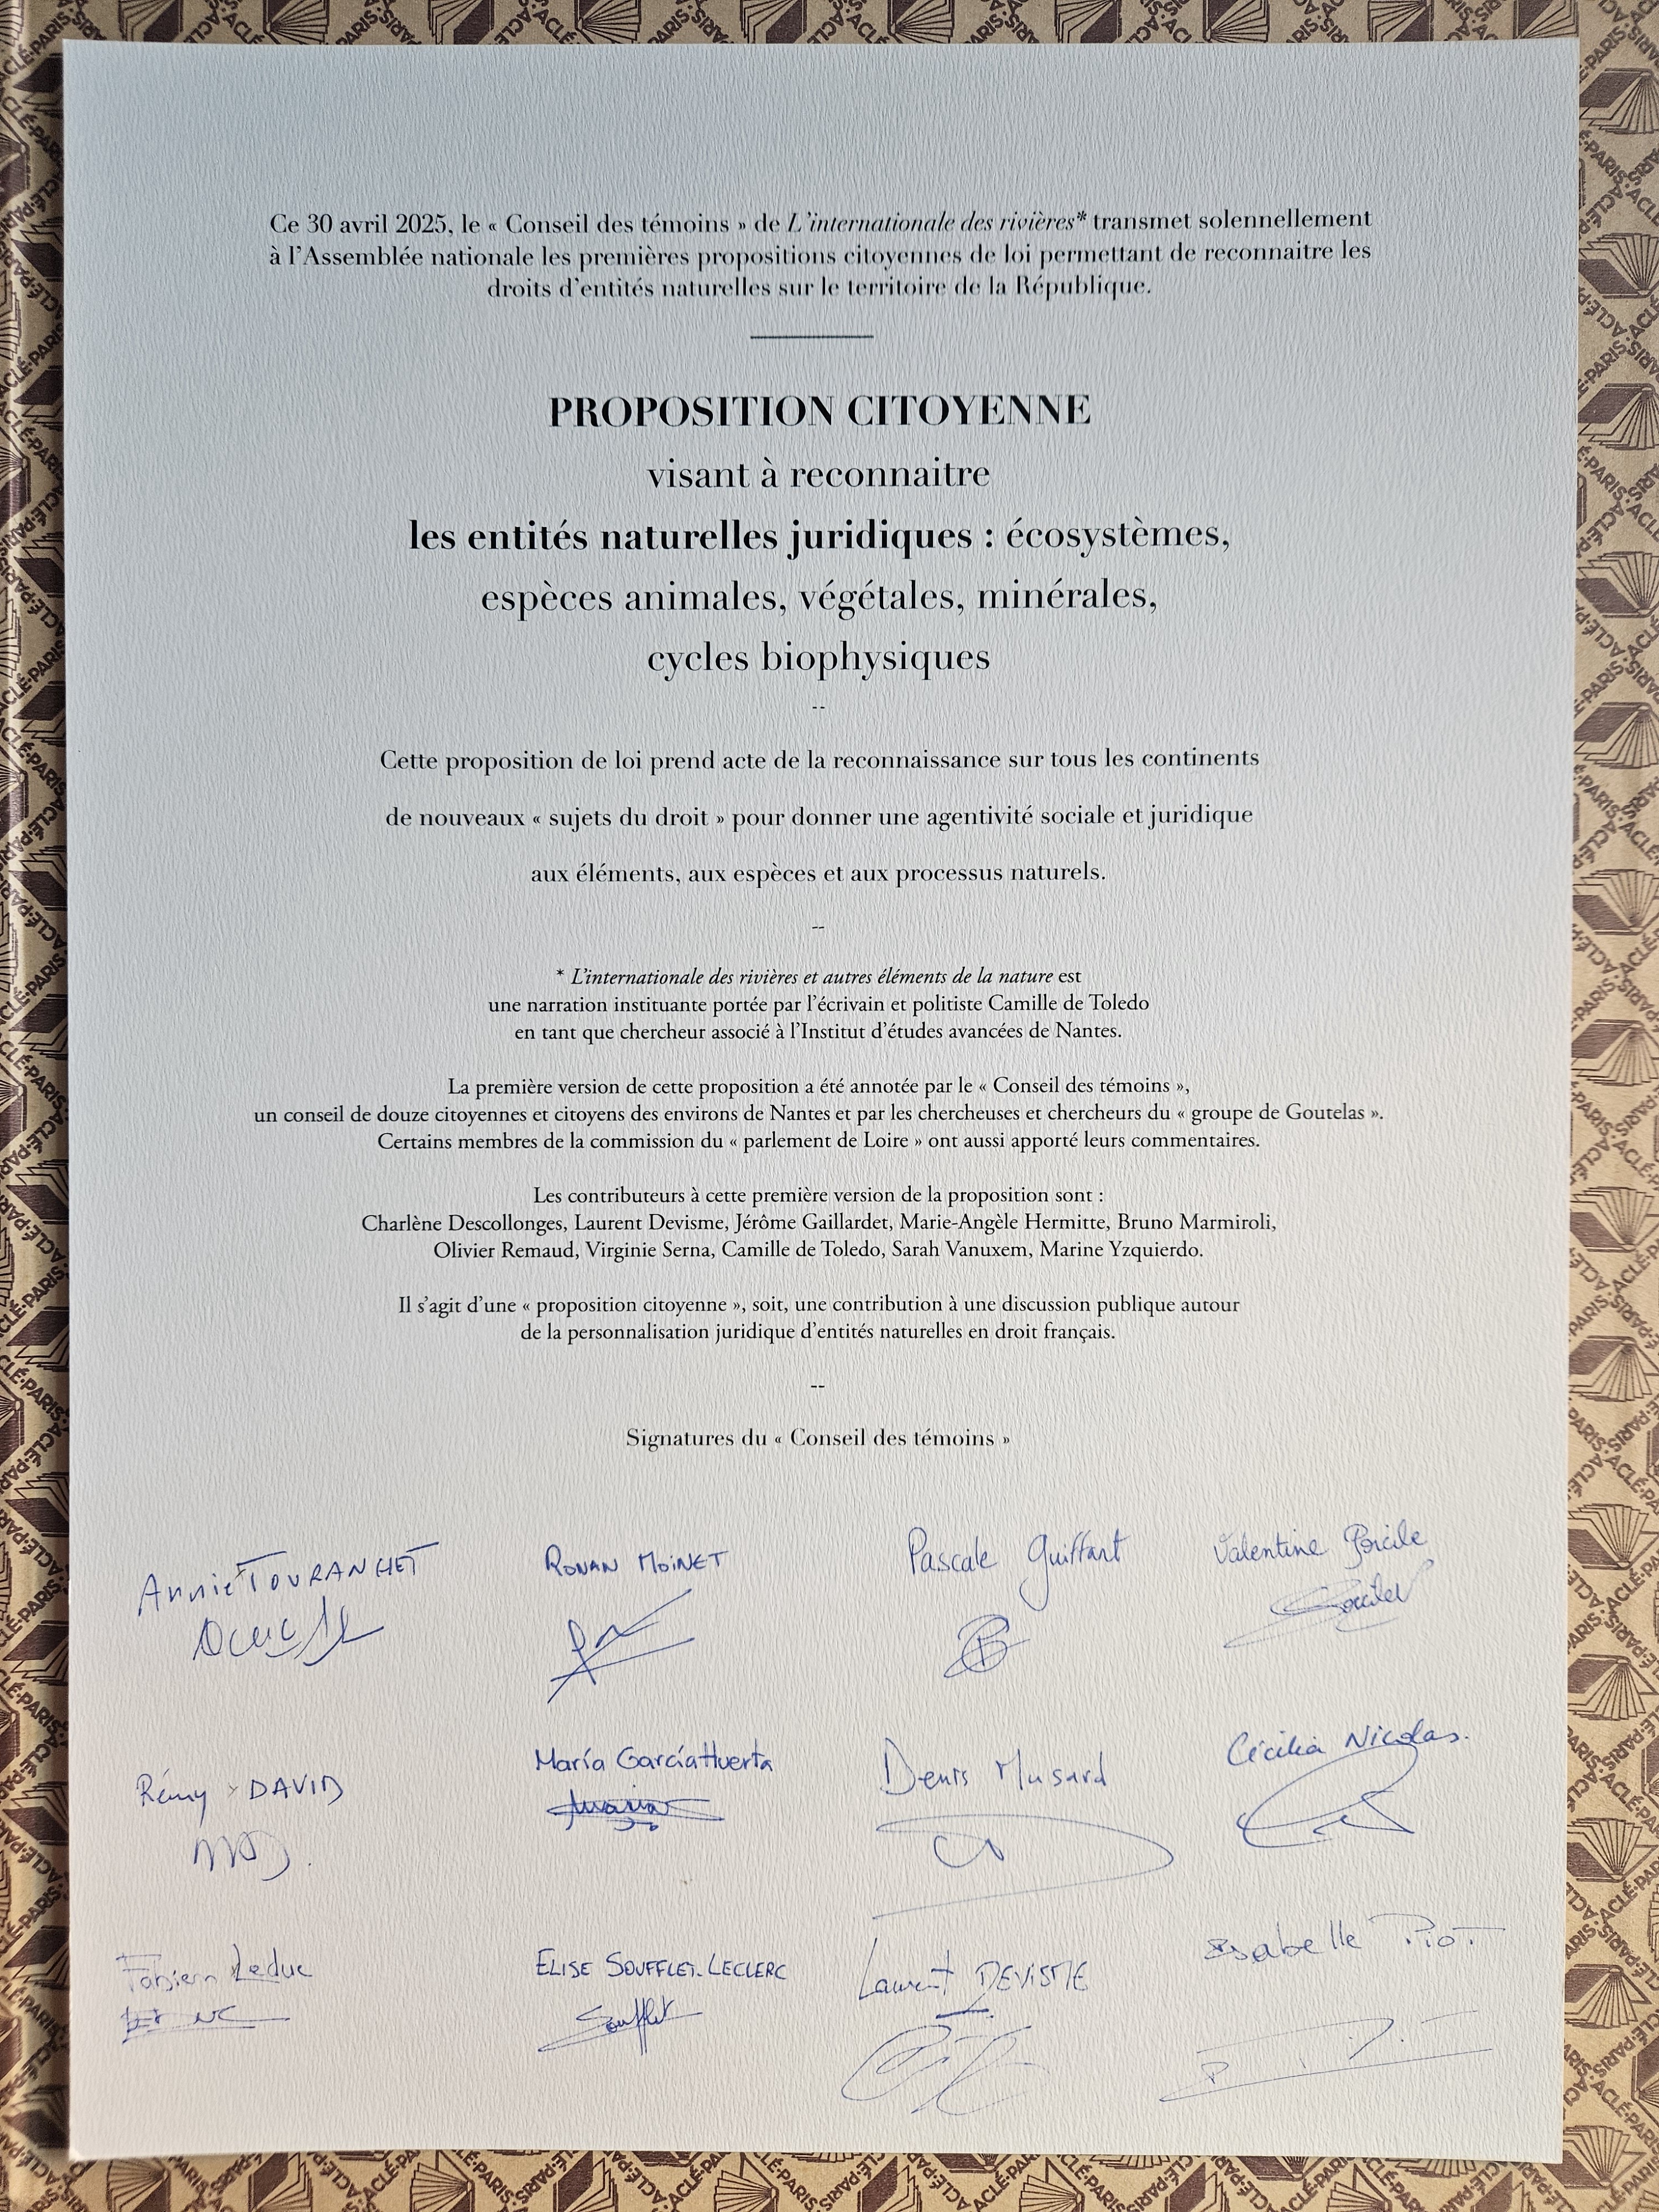 Ce 30 avril 2025, le « Conseil des témoins » de L'internationale des rivières* transmet solennellement
à l'Assemblée nationale les premières propositions citoyennes de loi permettant de reconnaitre les
droits d'entités naturelles sur le territoire de la République.
PROPOSITION CITOYENNE
visant à reconnaitre
les entités naturelles juridiques : écosystèmes,
espèces animales, végétales, minérales,
cycles biophysiques
--
Cette proposition de loi prend acte de la reconnaissance sur tous les continents
de nouveaux « sujets du droit » pour donner une agentivité sociale et juridique
aux éléments, aux espèces et aux processus naturels.
--
* L'internationale des rivières et autres éléments de la nature est
une narration instituante portée par l'écrivain et politiste Camille de Toledo
en tant que chercheur associé à l'Institut d'études avancées de Nantes.
La première version de cette proposition a été annotée par le « Conseil des témoins »,
un conseil de douze citoyennes et citoyens des environs de Nantes et par les chercheuses et chercheurs du « groupe de Goutelas ».
Certains membres de la commission du « parlement de Loire » ont aussi apporté leurs commentaires.
Les contributeurs à cette première version de la proposition sont :
Charlène Descollonges, Laurent Devisme, Jérôme Gaillardet, Marie-Angèle Hermitte, Bruno Marmiroli,
Olivier Remaud, Virginie Serna, Camille de Toledo, Sarah Vanuxem, Marine Yzquierdo.
Il s'agit d'une « proposition citoyenne », soit, une contribution à une discussion publique autour
de la personnalisation juridique d'entités naturelles en droit français.
--
Signatures du « Conseil des témoins »
Annie TOURANCHET
RONAN MOINET
Pascale Guiffant
Valentine Porcile
Rémy DAVID
María García Huerta
Denis Musard
Cécilia Nicolas.
Fabienn Leduc
ELISE SOUFFLET-LECLERC
Soufflet
Laurent DEVISME
Isabelle PIOT
ACLÉ·PARIS